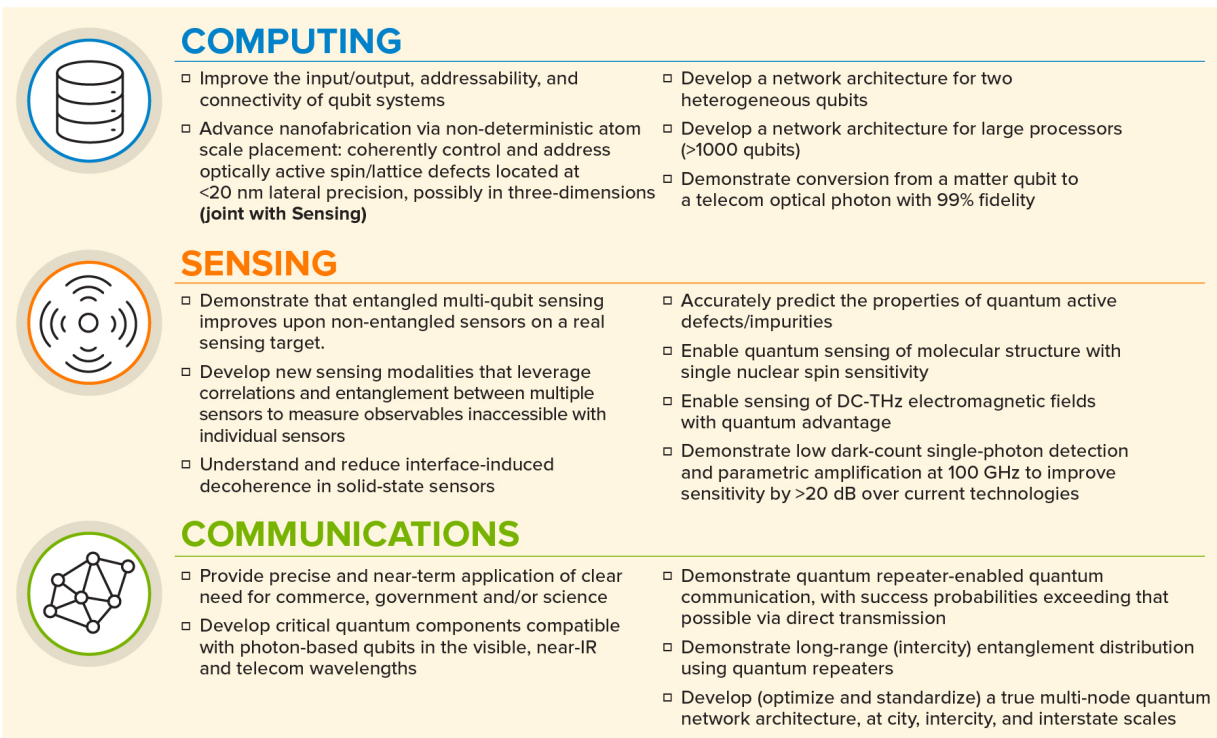 COMPUTING
▫ Improve the input/output, addressability, and
connectivity of qubit systems
▫ Advance nanofabrication via non-deterministic atom
scale placement: coherently control and address
optically active spin/lattice defects located at
<20 nm lateral precision, possibly in three-dimensions
(joint with Sensing)
▫ Develop a network architecture for two
heterogeneous qubits
▫ Develop a network architecture for large processors
(>1000 qubits)
▫ Demonstrate conversion from a matter qubit to
a telecom optical photon with 99% fidelity
SENSING
▫ Demonstrate that entangled multi-qubit sensing
improves upon non-entangled sensors on a real
sensing target.
▫ Develop new sensing modalities that leverage
correlations and entanglement between multiple
sensors to measure observables inaccessible with
individual sensors
▫ Understand and reduce interface-induced
decoherence in solid-state sensors
▫ Accurately predict the properties of quantum active
defects/impurities
▫ Enable quantum sensing of molecular structure with
single nuclear spin sensitivity
▫ Enable sensing of DC-THz electromagnetic fields
with quantum advantage
▫ Demonstrate low dark-count single-photon detection
and parametric amplification at 100 GHz to improve
sensitivity by >20 dB over current technologies
COMMUNICATIONS
▫ Provide precise and near-term application of clear
need for commerce, government and/or science
▫ Develop critical quantum components compatible
with photon-based qubits in the visible, near-IR
and telecom wavelengths
▫ Demonstrate quantum repeater-enabled quantum
communication, with success probabilities exceeding that
possible via direct transmission
▫ Demonstrate long-range (intercity) entanglement distribution
using quantum repeaters
▫ Develop (optimize and standardize) a true multi-node quantum
network architecture, at city, intercity, and interstate scales